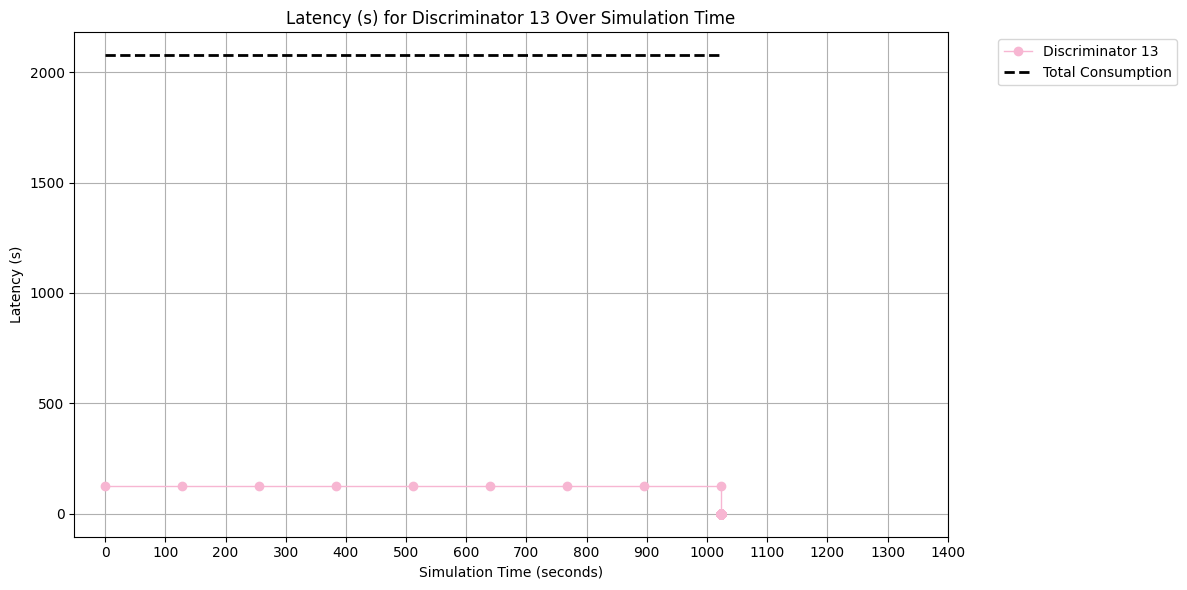 Latency (s) for Discriminator 13 Over Simulation Time
Discriminator 13
Total Consumption
Latency (s)
2000
1500
1000
500
0
0 100 200 300 400 500 600 700 800 900 1000 1100 1200 1300 1400
Simulation Time (seconds)